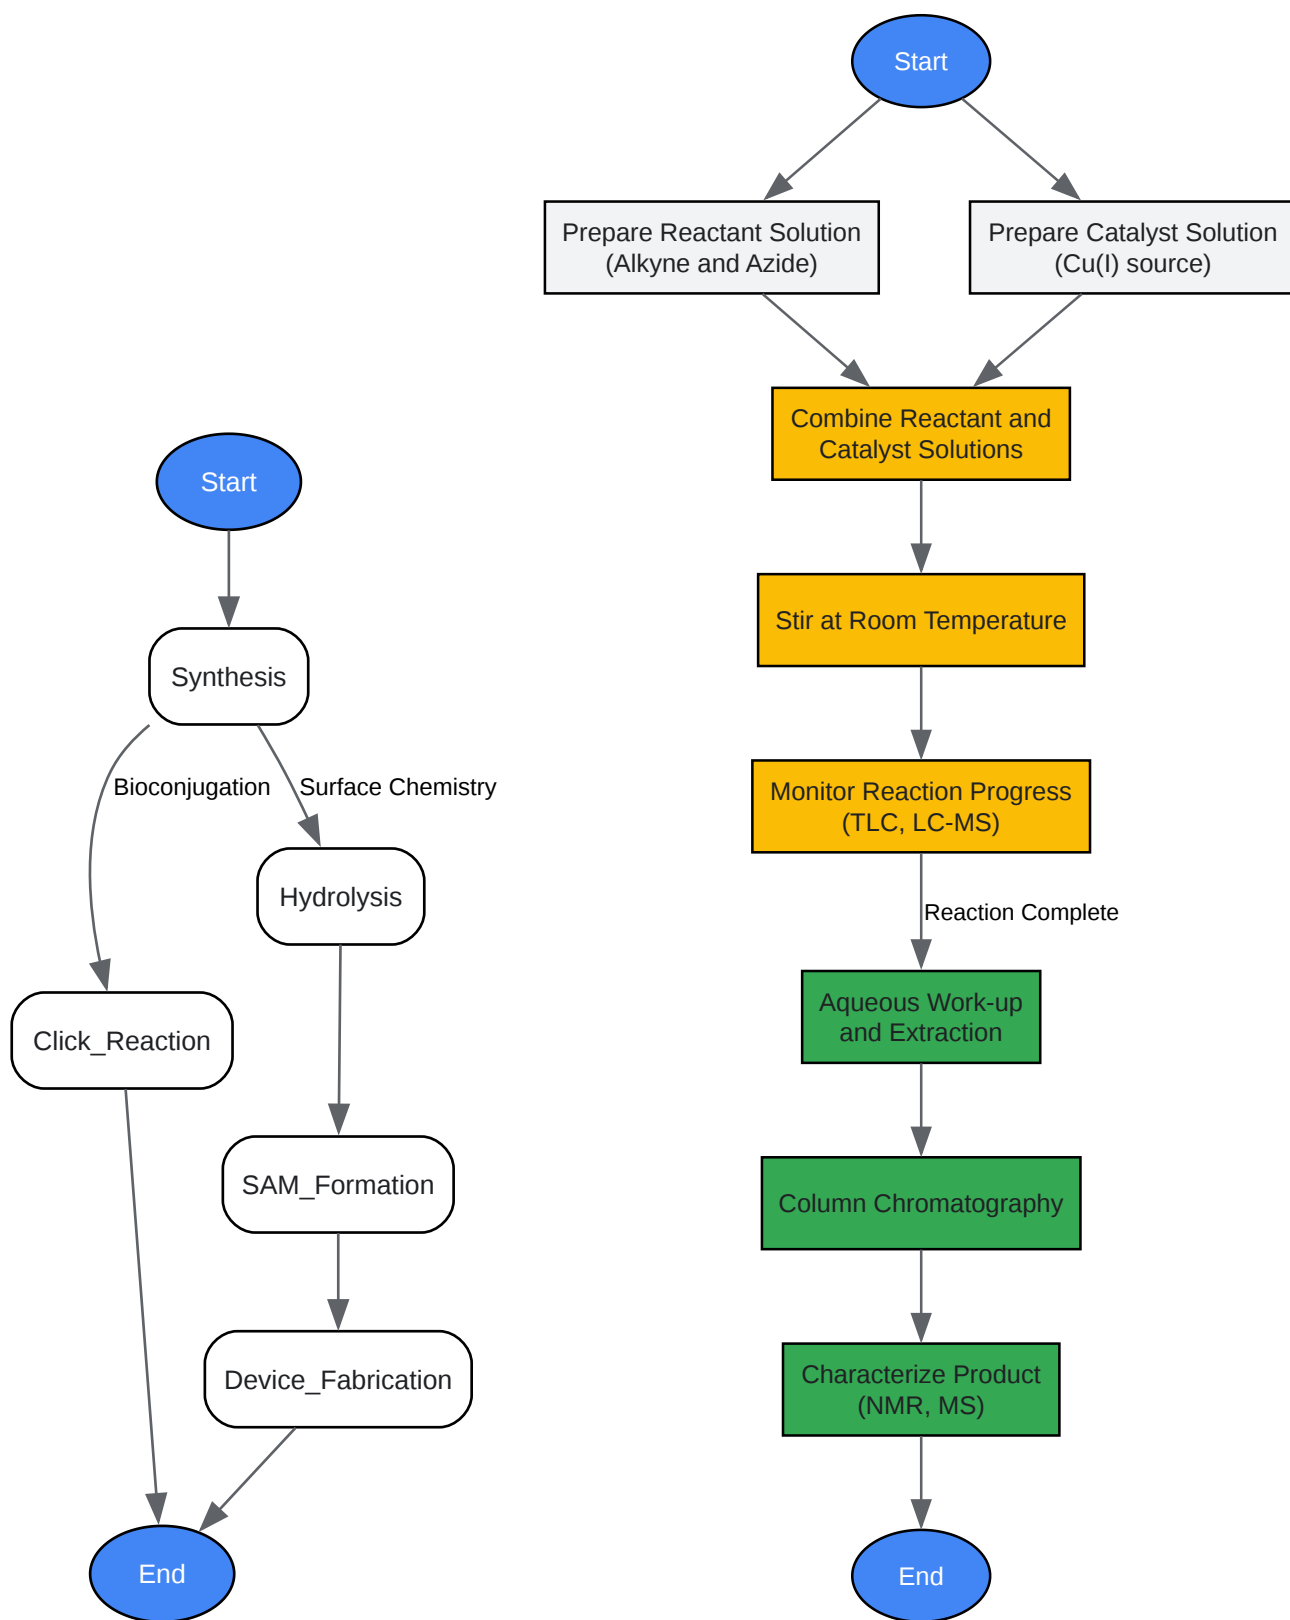 Start
Synthesis
Bioconjugation
Surface Chemistry
Hydrolysis
Click_Reaction
SAM_Formation
Device_Fabrication
End
Start
Prepare Reactant Solution
(Alkyne and Azide)
Prepare Catalyst Solution
(Cu(I) source)
Combine Reactant and
Catalyst Solutions
Stir at Room Temperature
Monitor Reaction Progress
(TLC, LC-MS)
Reaction Complete
Aqueous Work-up
and Extraction
Column Chromatography
Characterize Product
(NMR, MS)
End